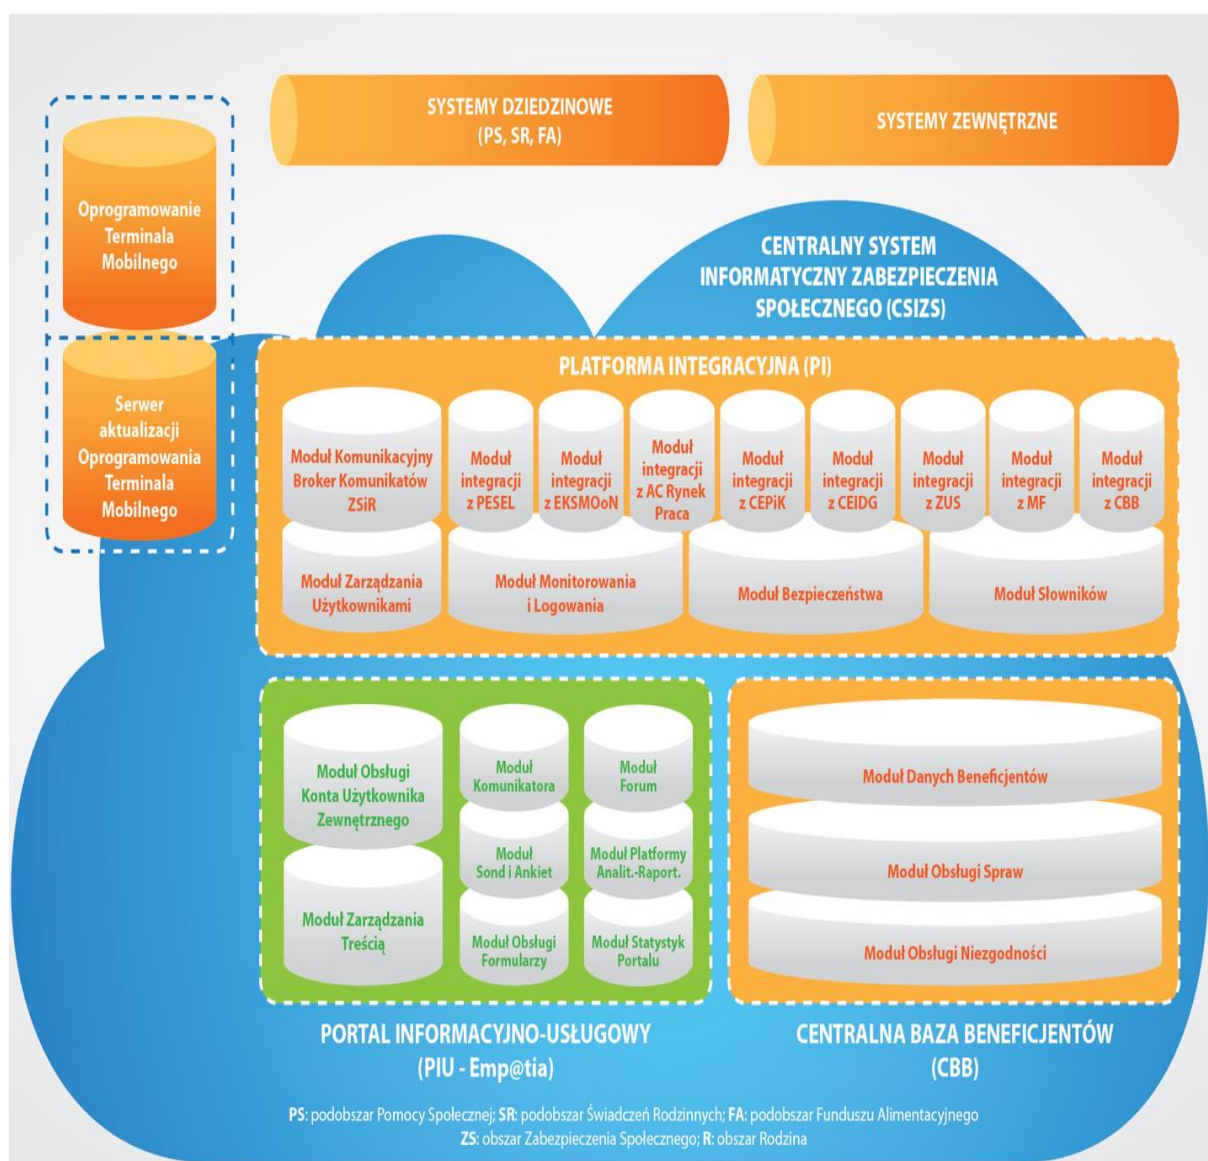 SYSTEMY DZIEDZINOWE
(PS, SR, FA)
SYSTEMY ZEWNĘTRZNE
Oprogramowanie
Terminala
Mobilnego
Serwer
aktualizacji
Oprogramowania
Terminala
Mobilnego
CENTRALNY SYSTEM
INFORMATYCZNY ZABEZPIECZENIA
SPOŁECZNEGO (CSIZS)
PLATFORMA INTEGRACYJNA (PI)
Moduł Komunikacyjny
Broker Komunikatów
ZSiR
Moduł
integracji
z PESEL
Moduł
integracji
z EKSMOoN
Moduł
integracji
z AC Rynek
Praca
Moduł
integracji
z CEPiK
Moduł
integracji
z CEIDG
Moduł
integracji
z ZUS
Moduł
integracji
z MF
Moduł
integracji
z CBB
Moduł Zarządzania
Użytkownikami
Moduł Monitorowania
i Logowania
Moduł Bezpieczeństwa
Moduł Słowników
Moduł Obsługi
Konta Użytkownika
Zewnętrznego
Moduł
Komunikatora
Moduł
Forum
Moduł
Sond i Ankiet
Moduł Platformy
Analit.-Raport.
Moduł Zarządzania
Treścią
Moduł Obsługi
Formularzy
Moduł Statystyk
Portalu
Moduł Danych Beneficjentów
Moduł Obsługi Spraw
Moduł Obsługi Niezgodności
PORTAL INFORMACYJNO-USŁUGOWY
(PIU - Emp@tia)
CENTRALNA BAZA BENEFICJENTÓW
(CBB)
PS: podobszar Pomocy Społecznej; SR: podobszar Świadczeń Rodzinnych; FA: podobszar Funduszu Alimentacyjnego
ZS: obszar Zabezpieczenia Społecznego; R: obszar Rodzina